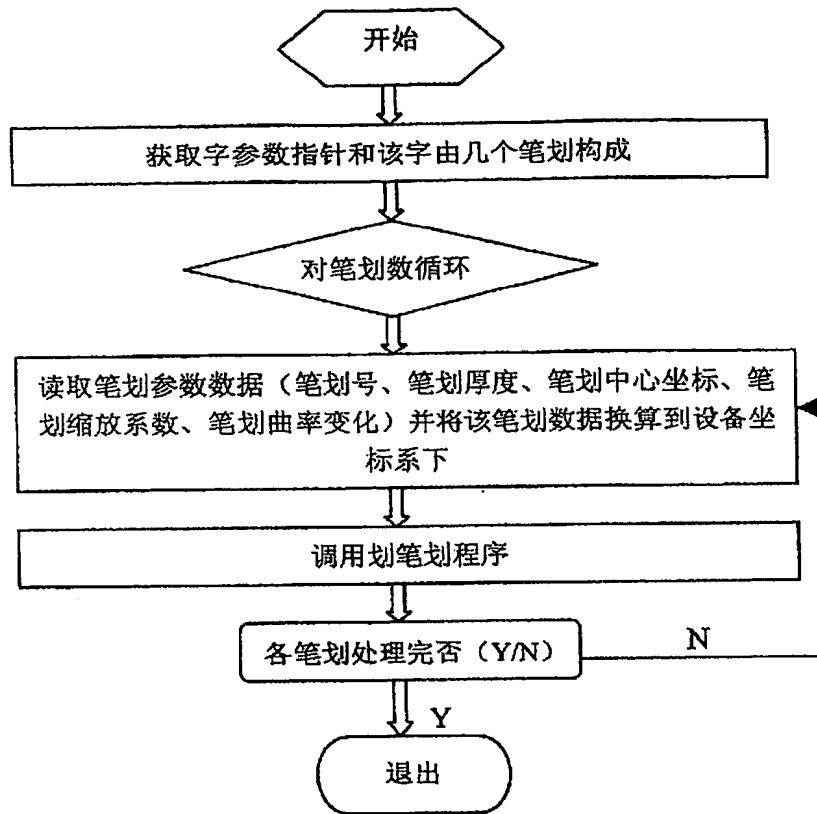 开始
获取字参数指针和该字由几个笔划构成
对笔划数循环
读取笔划参数数据（笔划号、笔划厚度、笔划中心坐标、笔
划缩放系数、笔划曲率变化）并将该笔划数据换算到设备坐
标系下
调用划笔划程序
各笔划处理完否（Y/N）
N
Y
退出